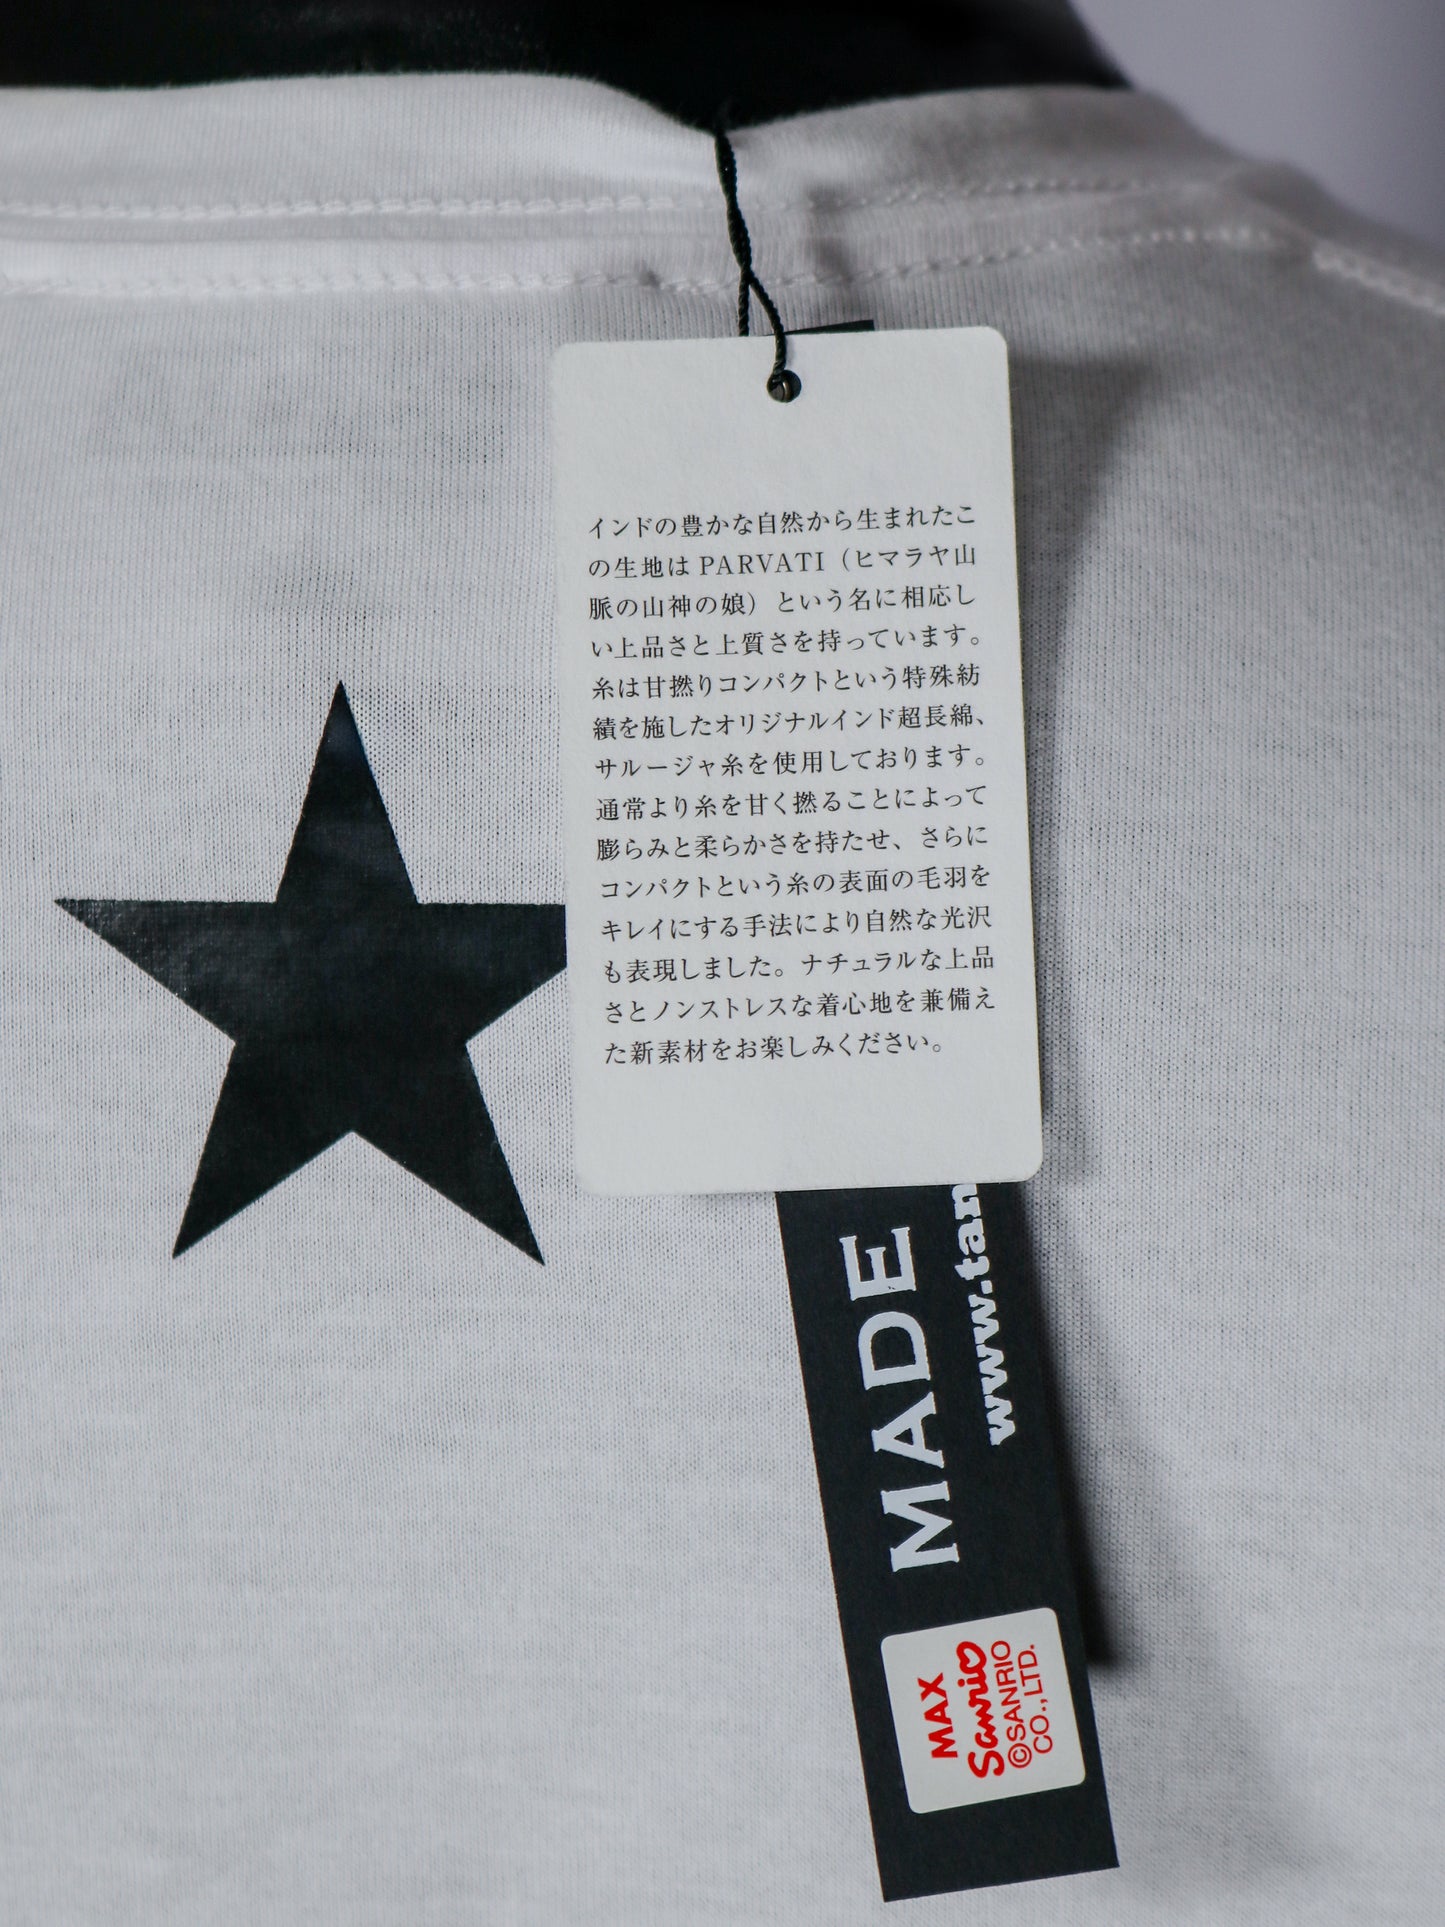 インドの豊かな自然から生まれたこ
の生地は PARVATI（ヒマラヤ山
脈の山神の娘）という名に相応し
い上品さと上質さを持っています。
糸は甘撚りコンパクトという特殊紡
績を施したオリジナルインド超長綿、
サルージャ糸を使用しております。
通常より糸を甘く撚ることによって
膨らみと柔らかさを持たせ、さらに
コンパクトという糸の表面の毛羽を
キレイにする手法により自然な光沢
も表現しました。ナチュラルな上品
さとノンストレスな着心地を兼備え
た新素材をお楽しみください。
MADE
www.tan
MAX
Sanrio
©SANRIO
CO.,LTD.